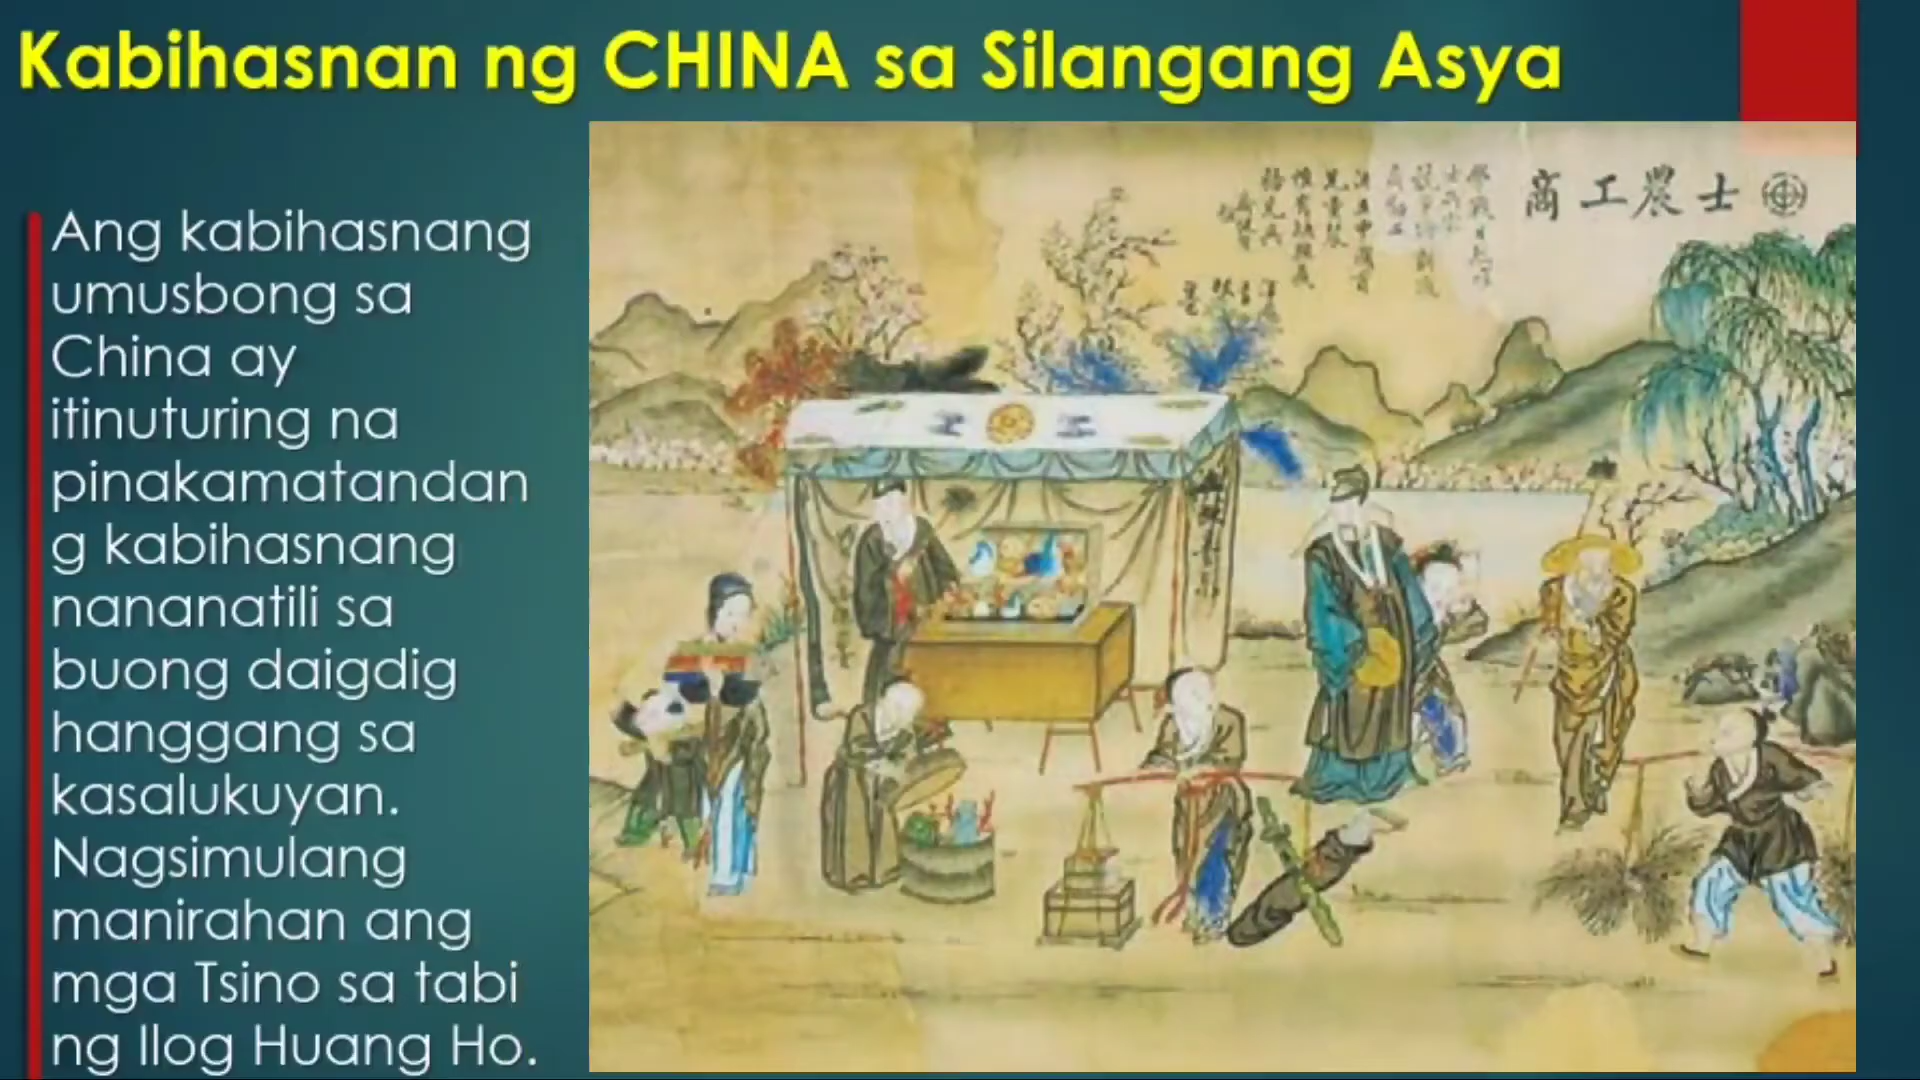 Kabihasnan ng CHINA sa Silangang Asya
Ang kabihasnang
umusbong sa
China ay
itinuturing na
pinakamatandan
g kabihasnang
nananatili sa
buong daigdig
hanggang sa
kasalukuyan.
Nagsimulang
manirahan ang
mga Tsino sa tabi
ng Ilog Huang Ho.
商工農士